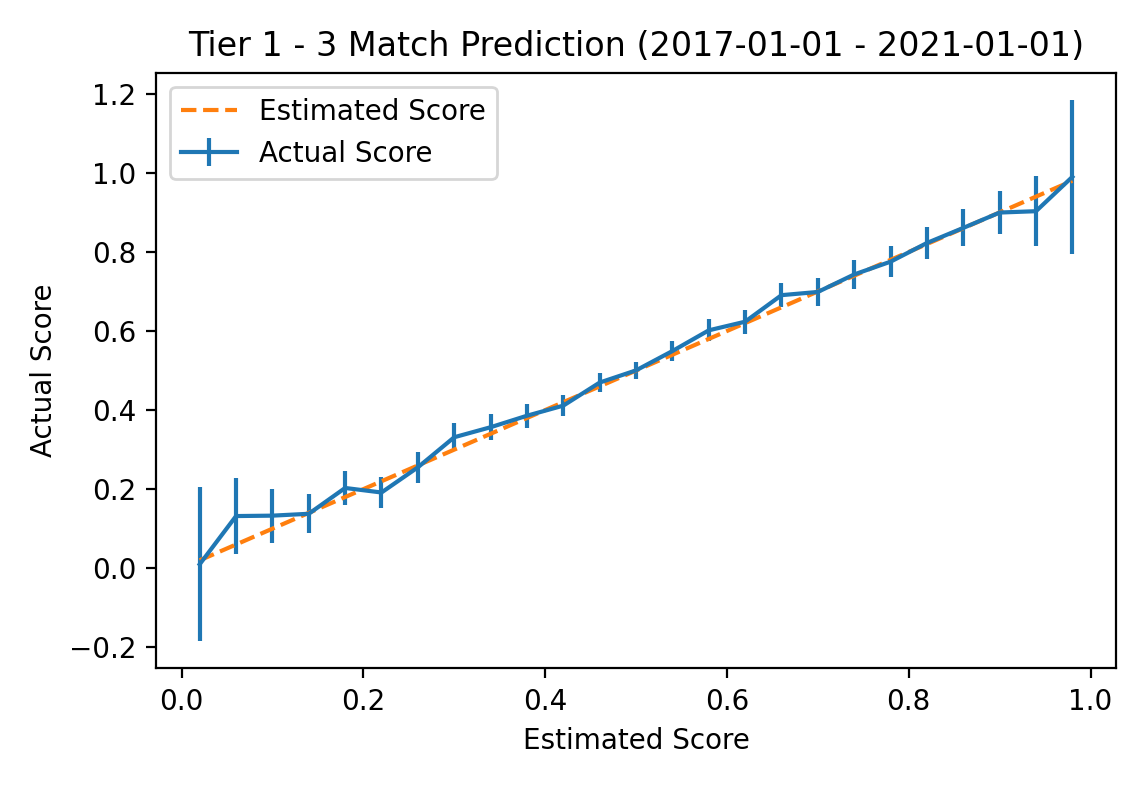 Tier 1 - 3 Match Prediction (2017-01-01 - 2021-01-01)
Estimated Score
Actual Score
1.2
1.0
0.8
0.6
0.4
0.2
0.0
−0.2
Actual Score
0.0 0.2 0.4 0.6 0.8 1.0
Estimated Score